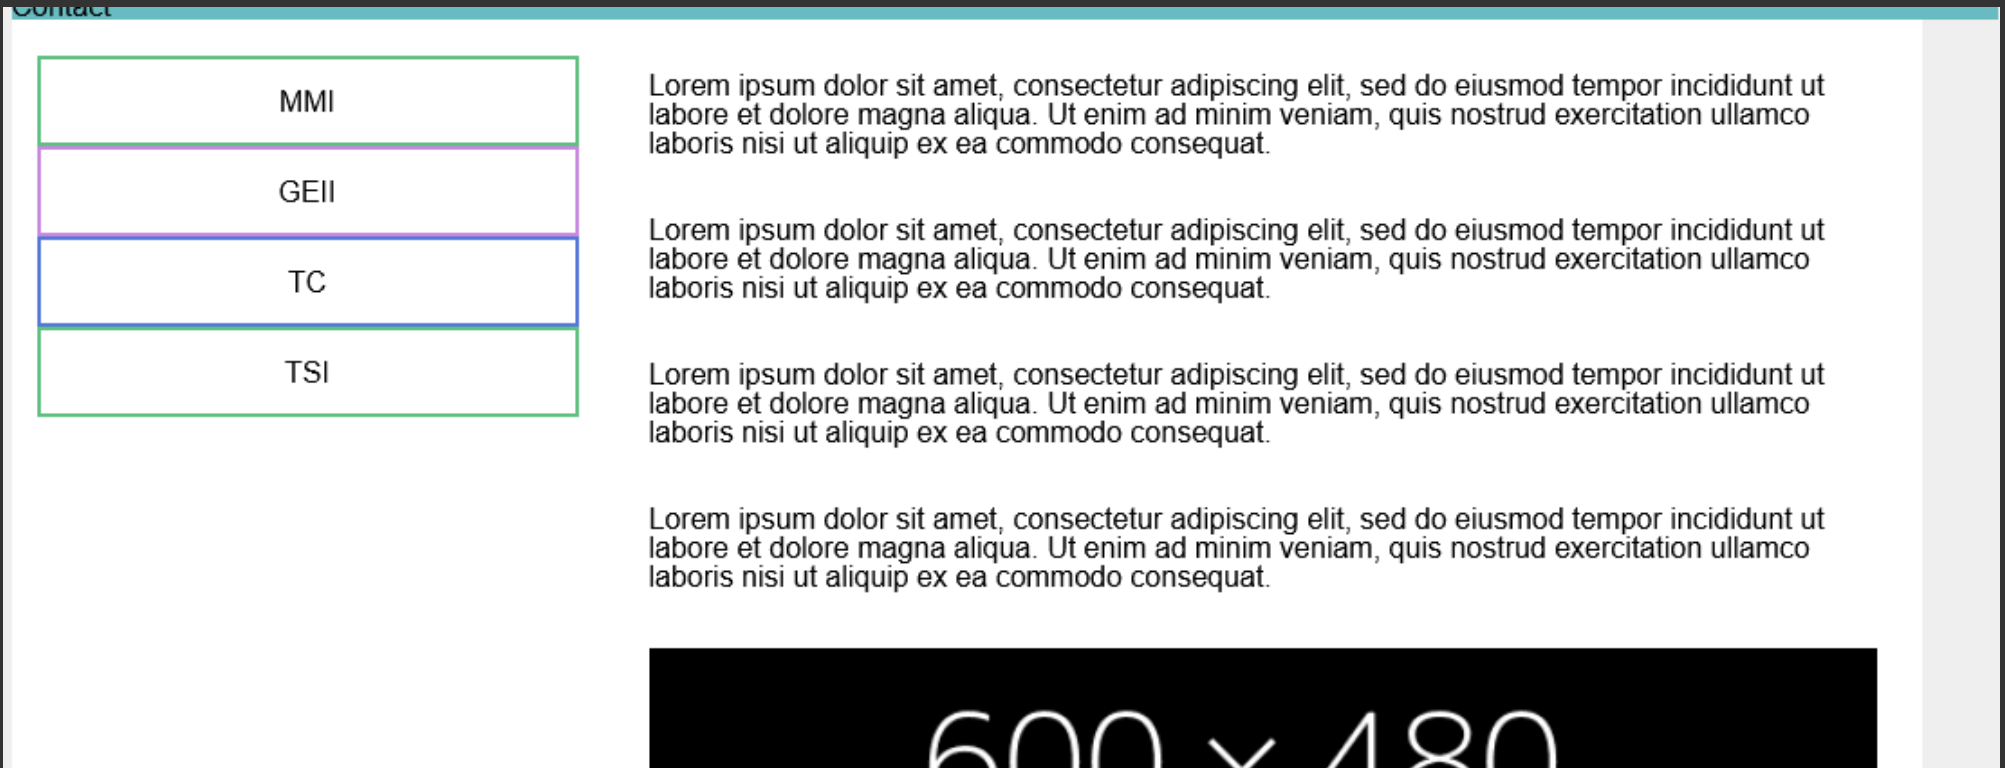 Contact
MMI
GEII
TC
TSI
Lorem ipsum dolor sit amet, consectetur adipiscing elit, sed do eiusmod tempor incididunt ut
labore et dolore magna aliqua. Ut enim ad minim veniam, quis nostrud exercitation ullamco
laboris nisi ut aliquip ex ea commodo consequat.
Lorem ipsum dolor sit amet, consectetur adipiscing elit, sed do eiusmod tempor incididunt ut
labore et dolore magna aliqua. Ut enim ad minim veniam, quis nostrud exercitation ullamco
laboris nisi ut aliquip ex ea commodo consequat.
Lorem ipsum dolor sit amet, consectetur adipiscing elit, sed do eiusmod tempor incididunt ut
labore et dolore magna aliqua. Ut enim ad minim veniam, quis nostrud exercitation ullamco
laboris nisi ut aliquip ex ea commodo consequat.
Lorem ipsum dolor sit amet, consectetur adipiscing elit, sed do eiusmod tempor incididunt ut
labore et dolore magna aliqua. Ut enim ad minim veniam, quis nostrud exercitation ullamco
laboris nisi ut aliquip ex ea commodo consequat.
600 × 480